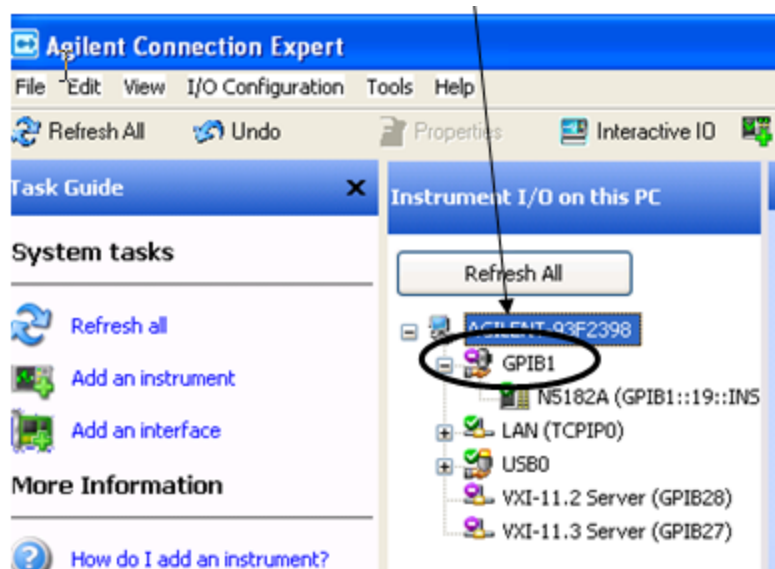 Agilent Connection Expert
File Edit View I/O Configuration Tools Help
Refresh All Undo Properties Interactive IO
Task Guide X
System tasks
Refresh all
Add an instrument
Add an interface
More Information
How do I add an instrument?
Instrument I/O on this PC
Refresh All
AGILENT-93F2398
GPIB1
N5182A (GPIB1::19::INS
LAN (TCPIP0)
USB0
VXI-11.2 Server (GPIB28)
VXI-11.3 Server (GPIB27)